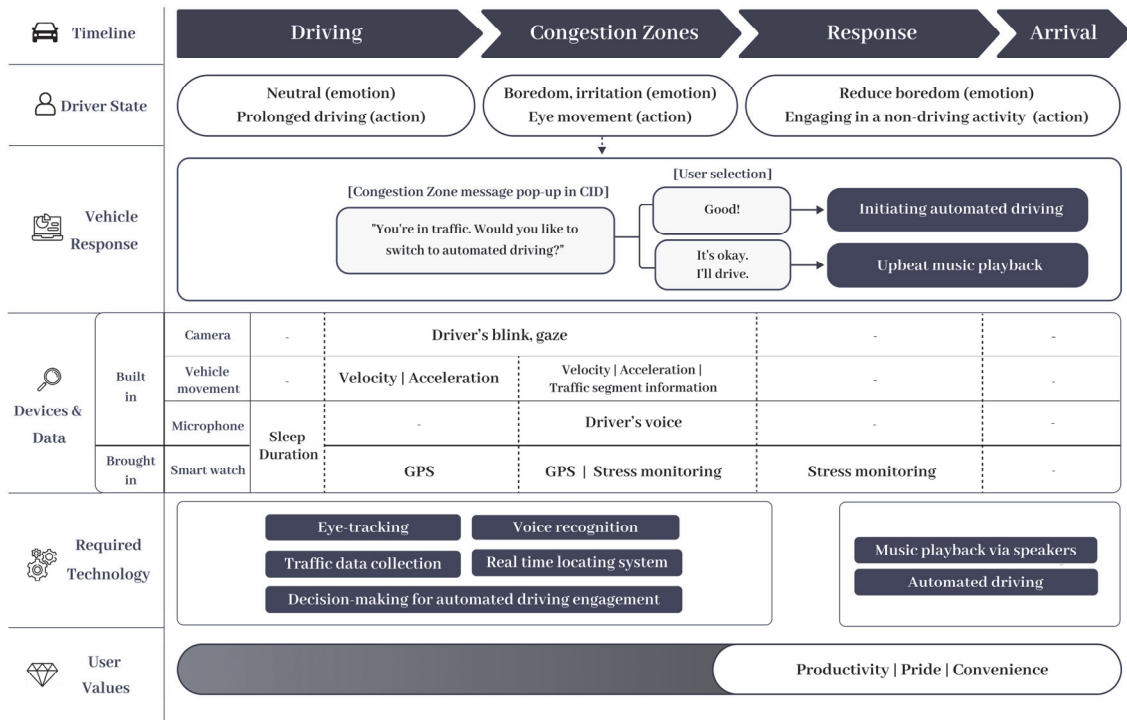 Timeline
Driving
Congestion Zones
Response
Arrival
Driver State
Neutral (emotion)
Prolonged driving (action)
Boredom, irritation (emotion)
Eye movement (action)
Reduce boredom (emotion)
Engaging in a non-driving activity (action)
Vehicle
Response
[Congestion Zone message pop-up in CID]
"You're in traffic. Would you like to
switch to automated driving?"
[User selection]
Good!
It's okay.
I'll drive.
Initiating automated driving
Upbeat music playback
Devices &
Data
Built
in
Brought
in
Camera
-
Driver's blink, gaze
-
-
Vehicle
movement
-
Velocity | Acceleration
Velocity | Acceleration |
Traffic segment information
-
-
Microphone
Sleep
Duration
-
Driver's voice
-
-
Smart watch
GPS
GPS | Stress monitoring
Stress monitoring
-
Required
Technology
Eye-tracking
Voice recognition
Traffic data collection
Real time locating system
Decision-making for automated driving engagement
Music playback via speakers
Automated driving
User
Values
Productivity | Pride | Convenience